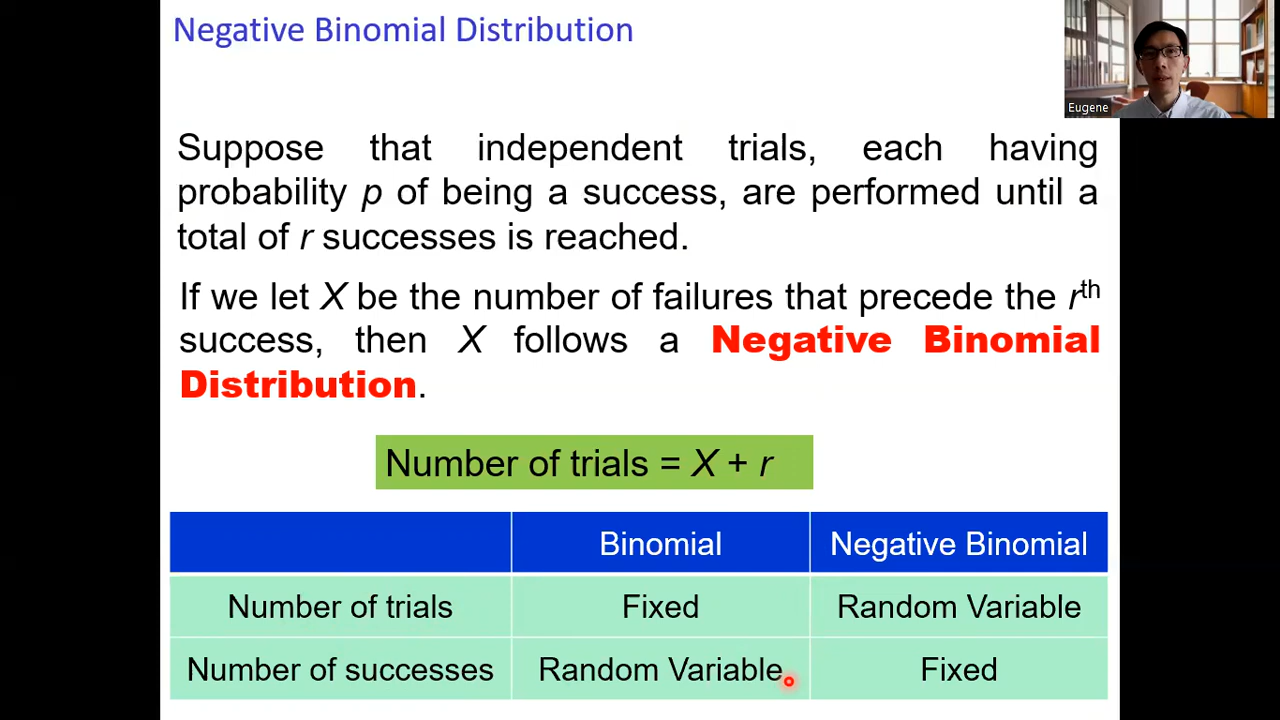 Negative Binomial Distribution
Eugene
Suppose that independent trials, each having
probability p of being a success, are performed until a
total of r successes is reached.
If we let X be the number of failures that precede the rth
success, then X follows a Negative Binomial
Distribution.
Number of trials = X + r
Binomial Negative Binomial
Number of trials Fixed Random Variable
Number of successes Random Variable Fixed